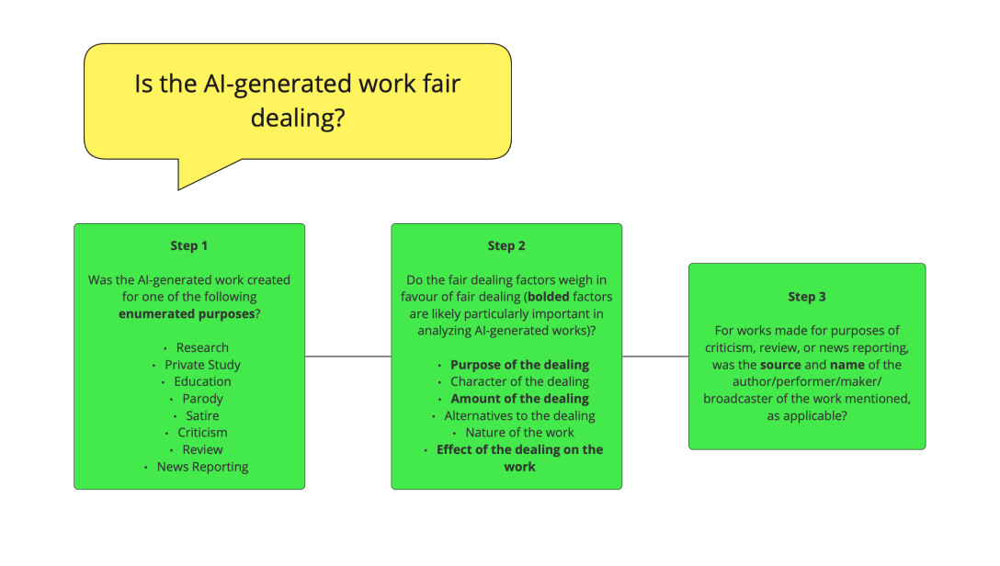 Is the AI-generated work fair
dealing?
Step 1
Was the AI-generated work created
for one of the following
enumerated purposes?
• Research
• Private Study
• Education
• Parody
• Satire
• Criticism
• Review
• News Reporting
Step 2
Do the fair dealing factors weigh in
favour of fair dealing (bolded factors
are likely particularly important in
analyzing AI-generated works)?
• Purpose of the dealing
• Character of the dealing
• Amount of the dealing
• Alternatives to the dealing
• Nature of the work
• Effect of the dealing on the
work
Step 3
For works made for purposes of
criticism, review, or news reporting,
was the source and name of the
author/performer/maker/
broadcaster of the work mentioned,
as applicable?